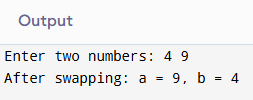 Output
Enter two numbers: 4 9
After swapping: a = 9, b = 4